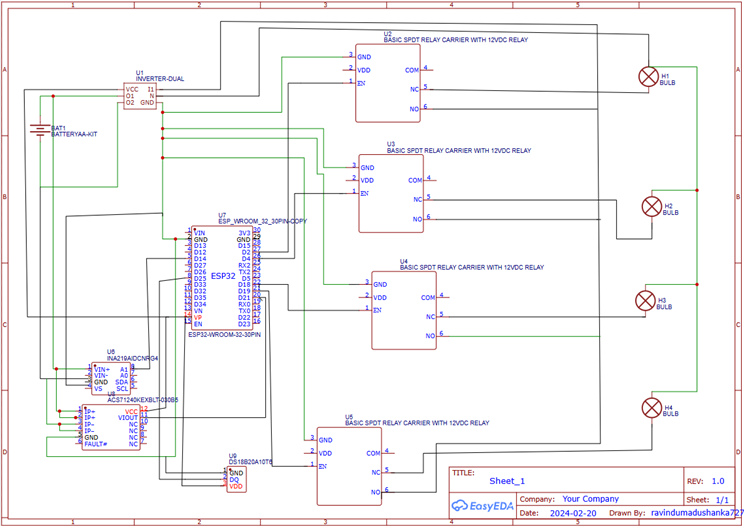 1 2 3 4 5
A
B
C
D
U1
INVERTER-DUAL
VCC I1
O1 N
O2 GND
BAT1
BATTERYAA-KIT
U2
BASIC SPDT RELAY CARRIER WITH 12VDC RELAY
3 GND
2 VDD COM 4
1 EN NC 5
NO 6
H1
BULB
U3
BASIC SPDT RELAY CARRIER WITH 12VDC RELAY
3 GND
2 VDD COM 4
1 EN NC 5
NO 6
H2
BULB
U7
ESP_WROOM_32_30PIN-COPY
VIN 3V3
GND GND
D13 D15
D12 D2
D14 D4
D27 RX2
D26 TX2
D25 D5
D33 D18
D32 D19
D35 D21
D34 RX0
VN TX0
VP D22
EN D23
ESP32
ESP32-WROOM-32-30PIN
U4
BASIC SPDT RELAY CARRIER WITH 12VDC RELAY
3 GND
2 VDD COM 4
1 EN NC 5
NO 6
H3
BULB
U6
INA219AIDCNRG4
VIN+ A1
VIN- A0
GND SDA
VS SCL
U8
ACS71240KEXBLT-030B5
IP+ VCC
IP+ VIOUT
IP- NC
IP- NC
GND NC
FAULT# NC
U5
BASIC SPDT RELAY CARRIER WITH 12VDC RELAY
3 GND
2 VDD COM 4
1 EN NC 5
NO 6
H4
BULB
U9
DS18B20A10T6
1 GND
2 DQ
3 VDD
TITLE:
Sheet_1
REV: 1.0
EasyEDA
Company: Your Company
Sheet: 1/1
Date: 2024-02-20 Drawn By: ravindumadushanka727
1 2 3 4 5